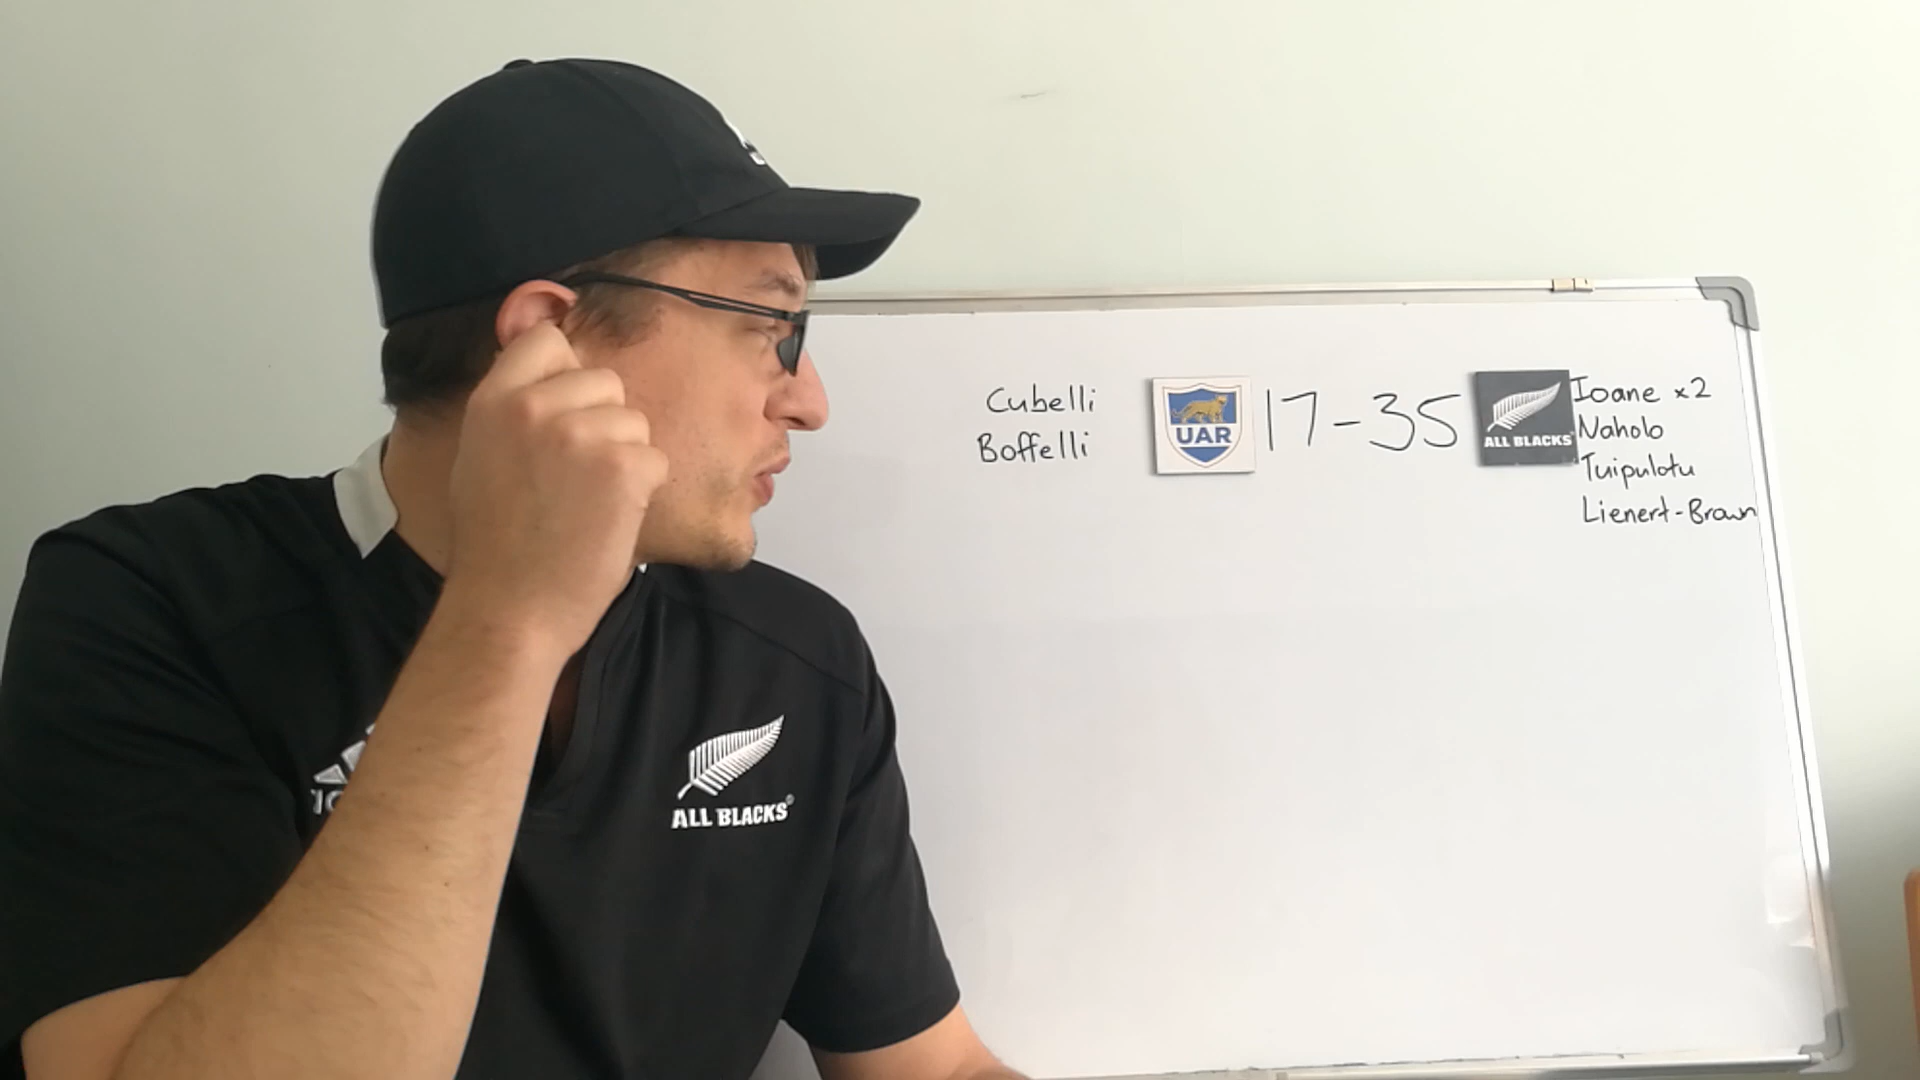 Cubelli
Boffelli
UAR
17-35
ALL BLACKS
Ioane x2
Naholo
Tuipulotu
Lienert-Brown
ALL BLACKS